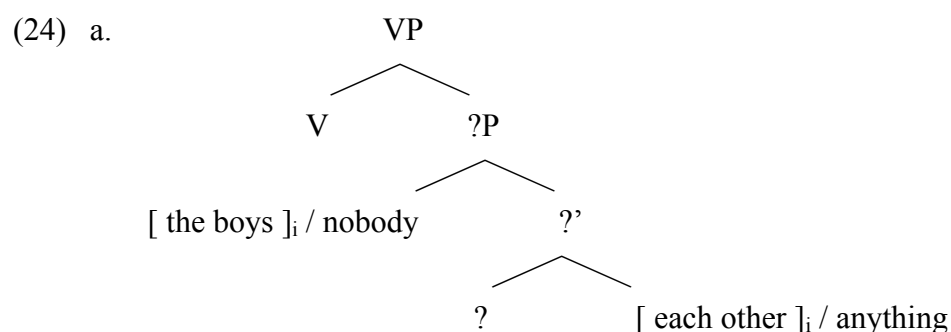 (24) a. VP
V ?P
[ the boys ]i / nobody ?’
? [ each other ]i / anything